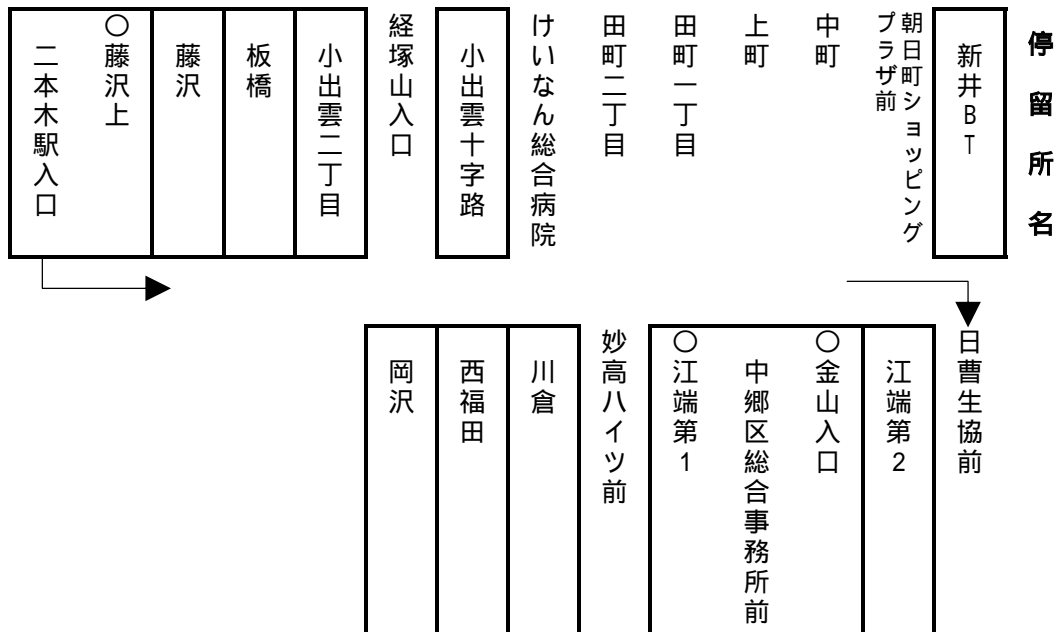 停留所名
新井BT
朝日町ショッピング
プラザ前
中町
上町
田町一丁目
田町二丁目
けいなん総合病院
小出雲十字路
経塚山入口
小出雲二丁目
板橋
藤沢
○藤沢上
二本木駅入口
日曹生協前
江端第2
○金山入口
中郷区総合事務所前
○江端第1
妙高ハイツ前
川倉
西福田
岡沢